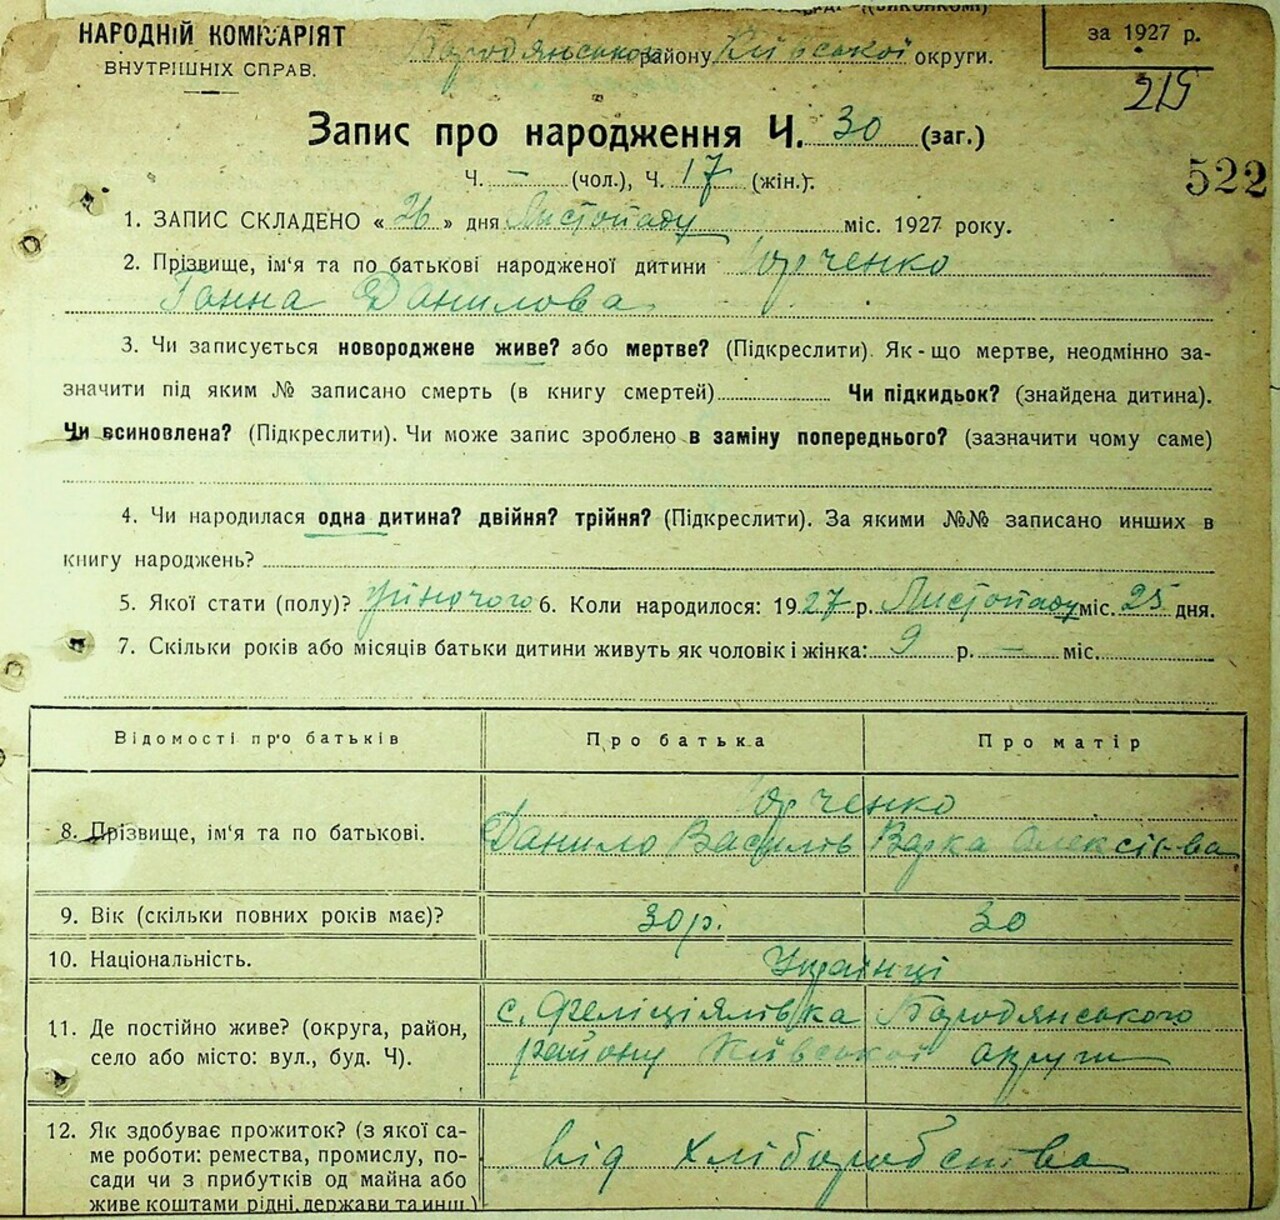 НАРОДНІЙ КОМІСАРІЯТ
ВНУТРІШНІХ СПРАВ.
Бородянського району Київської округи.
за 1927 р.
215
522
Запис про народження Ч. 30 (заг.)
Ч. — (чол.), Ч. 17 (жін.).
1. ЗАПИС СКЛАДЕНО « 26 » дня Листопаду міс. 1927 року.
2. Прізвище, ім'я та по батькові народженої дитини Юрченко
Ганна Данилова
3. Чи записується новороджене живе? або мертве? (Підкреслити). Як-що мертве, неодмінно за-
значити під яким № записано смерть (в книгу смертей) Чи підкидьок? (знайдена дитина).
Чи всиновлена? (Підкреслити). Чи може запис зроблено в заміну попереднього? (зазначити чому саме)
4. Чи народилася одна дитина? двійня? трійня? (Підкреслити). За якими №№ записано инших в
книгу народжень?
5. Якої стати (полу)? жіночого 6. Коли народилося: 1927 р. Листопаду міс. 25 дня.
7. Скільки років або місяців батьки дитини живуть як чоловік і жінка: 9 р. — міс.
Відомості про батьків Про батька Про матір
Юрченко
8. Прізвище, ім'я та по батькові. Данило Василів Варка Олексієва
9. Вік (скільки повних років має)? 30 р. 30
10. Національність. Українці
11. Де постійно живе? (округа, район, с. Феліціялівка Бородянського
село або місто: вул., буд. Ч). району Київської округи
12. Як здобуває прожиток? (з якої са-
ме роботи: ремества, промислу, по- від хліборобства
сади чи з прибутків од майна або
живе коштами рідні, держави та инш.)